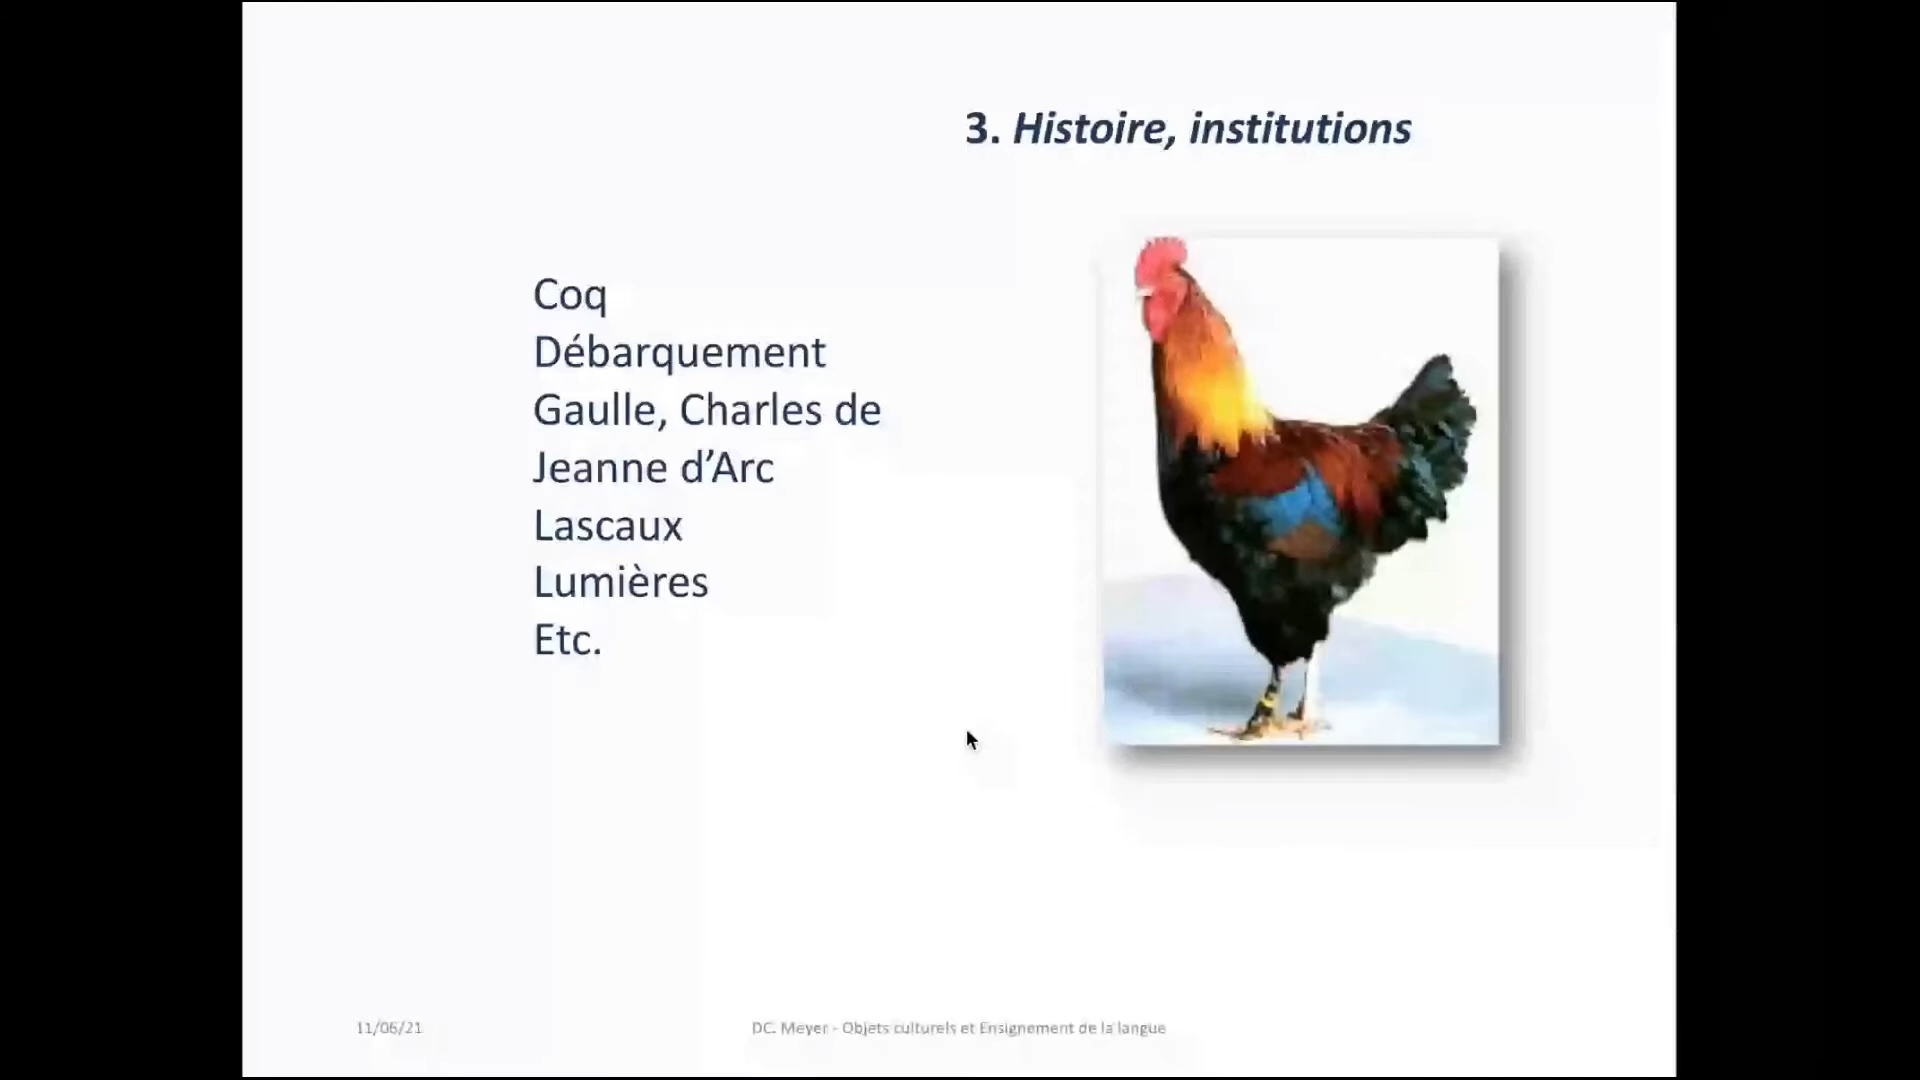 3. Histoire, institutions
Coq
Débarquement
Gaulle, Charles de
Jeanne d’Arc
Lascaux
Lumières
Etc.
11/06/21
DC. Meyer - Objets culturels et Ensignement de la langue